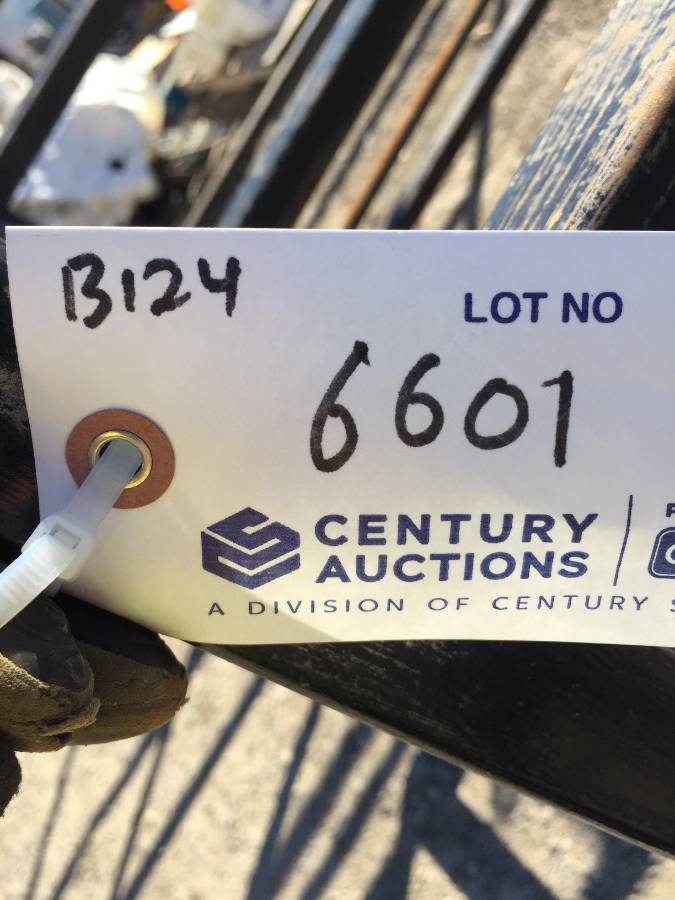 B124
LOT NO
6601
CENTURY
AUCTIONS
A DIVISION OF CENTURY